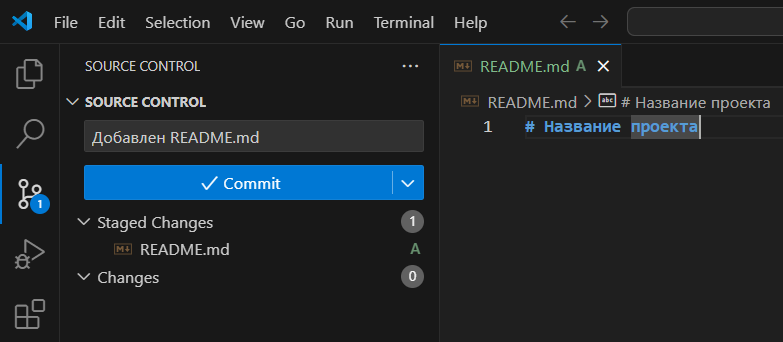 File Edit Selection View Go Run Terminal Help
SOURCE CONTROL ···
SOURCE CONTROL
Добавлен README.md
Commit
Staged Changes 1
README.md A
Changes 0
1
README.md A
README.md > # Название проекта
1 # Название проекта